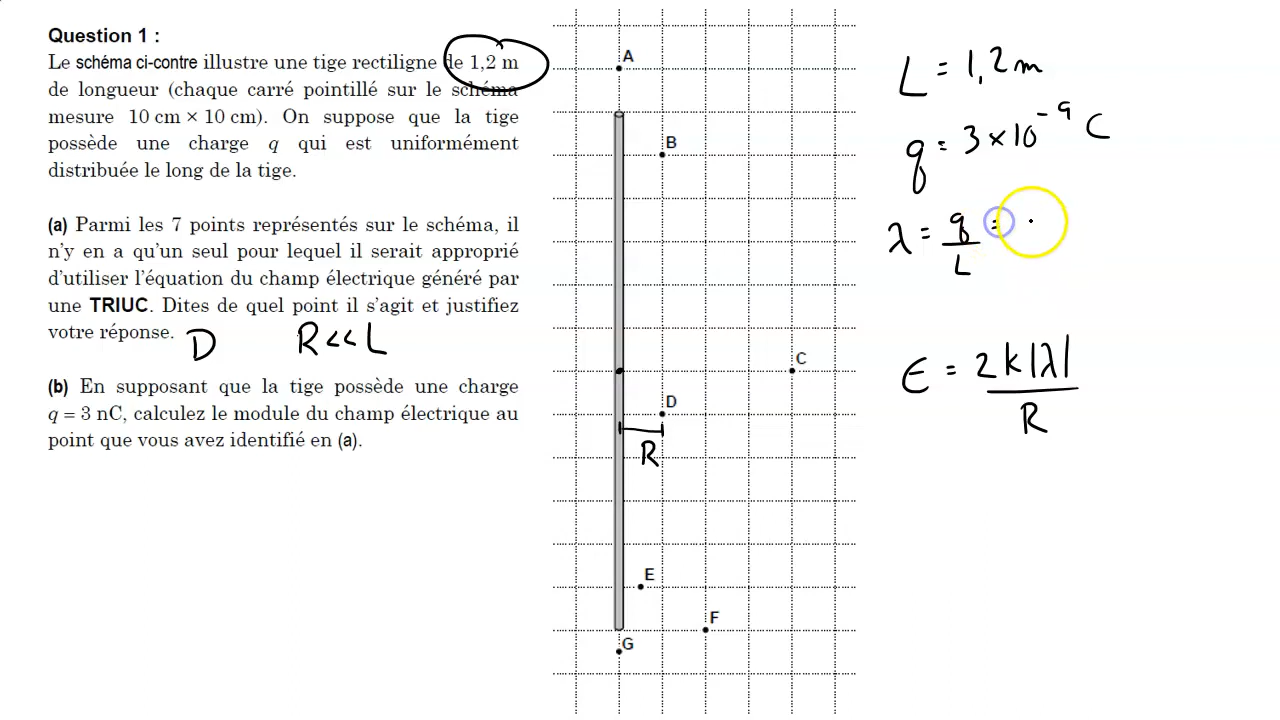 Question 1 :
Le schéma ci-contre illustre une tige rectiligne de 1,2 m
de longueur (chaque carré pointillé sur le schéma
mesure 10 cm × 10 cm). On suppose que la tige
possède une charge q qui est uniformément
distribuée le long de la tige.
(a) Parmi les 7 points représentés sur le schéma, il
n'y en a qu'un seul pour lequel il serait approprié
d'utiliser l'équation du champ électrique généré par
une TRIUC. Dites de quel point il s'agit et justifiez
votre réponse.
D R << L
(b) En supposant que la tige possède une charge
q = 3 nC, calculez le module du champ électrique au
point que vous avez identifié en (a).
A
B
C
D
R
E
F
G
L = 1,2 m
q = 3 × 10^-9 C
λ = q/L =
E = 2k|λ|/R